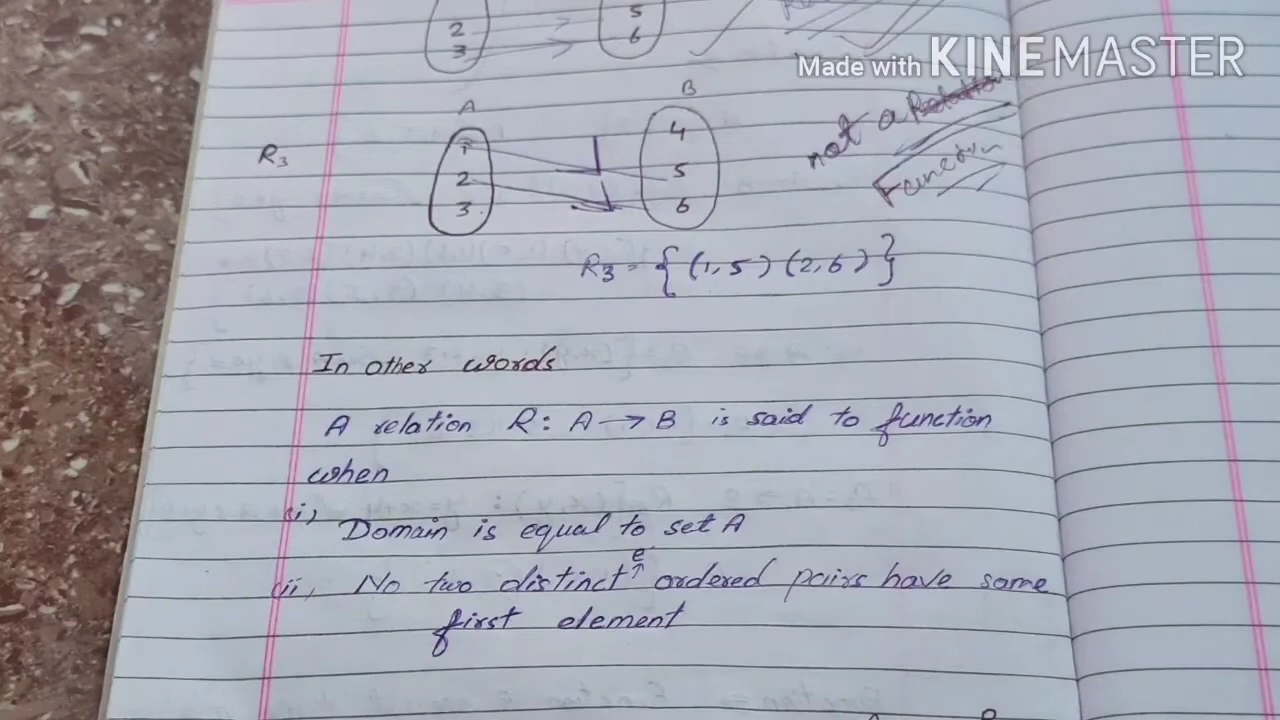 2
3
5
6
Made with KINEMASTER
A
B
not a Relation
Function
R3
1
2
3
4
5
6
R3 = { (1,5) (2,6) }
In other words
A relation R: A → B is said to function
when
(i) Domain is equal to set A
(ii) No two distinct e ordered pairs have same
first element